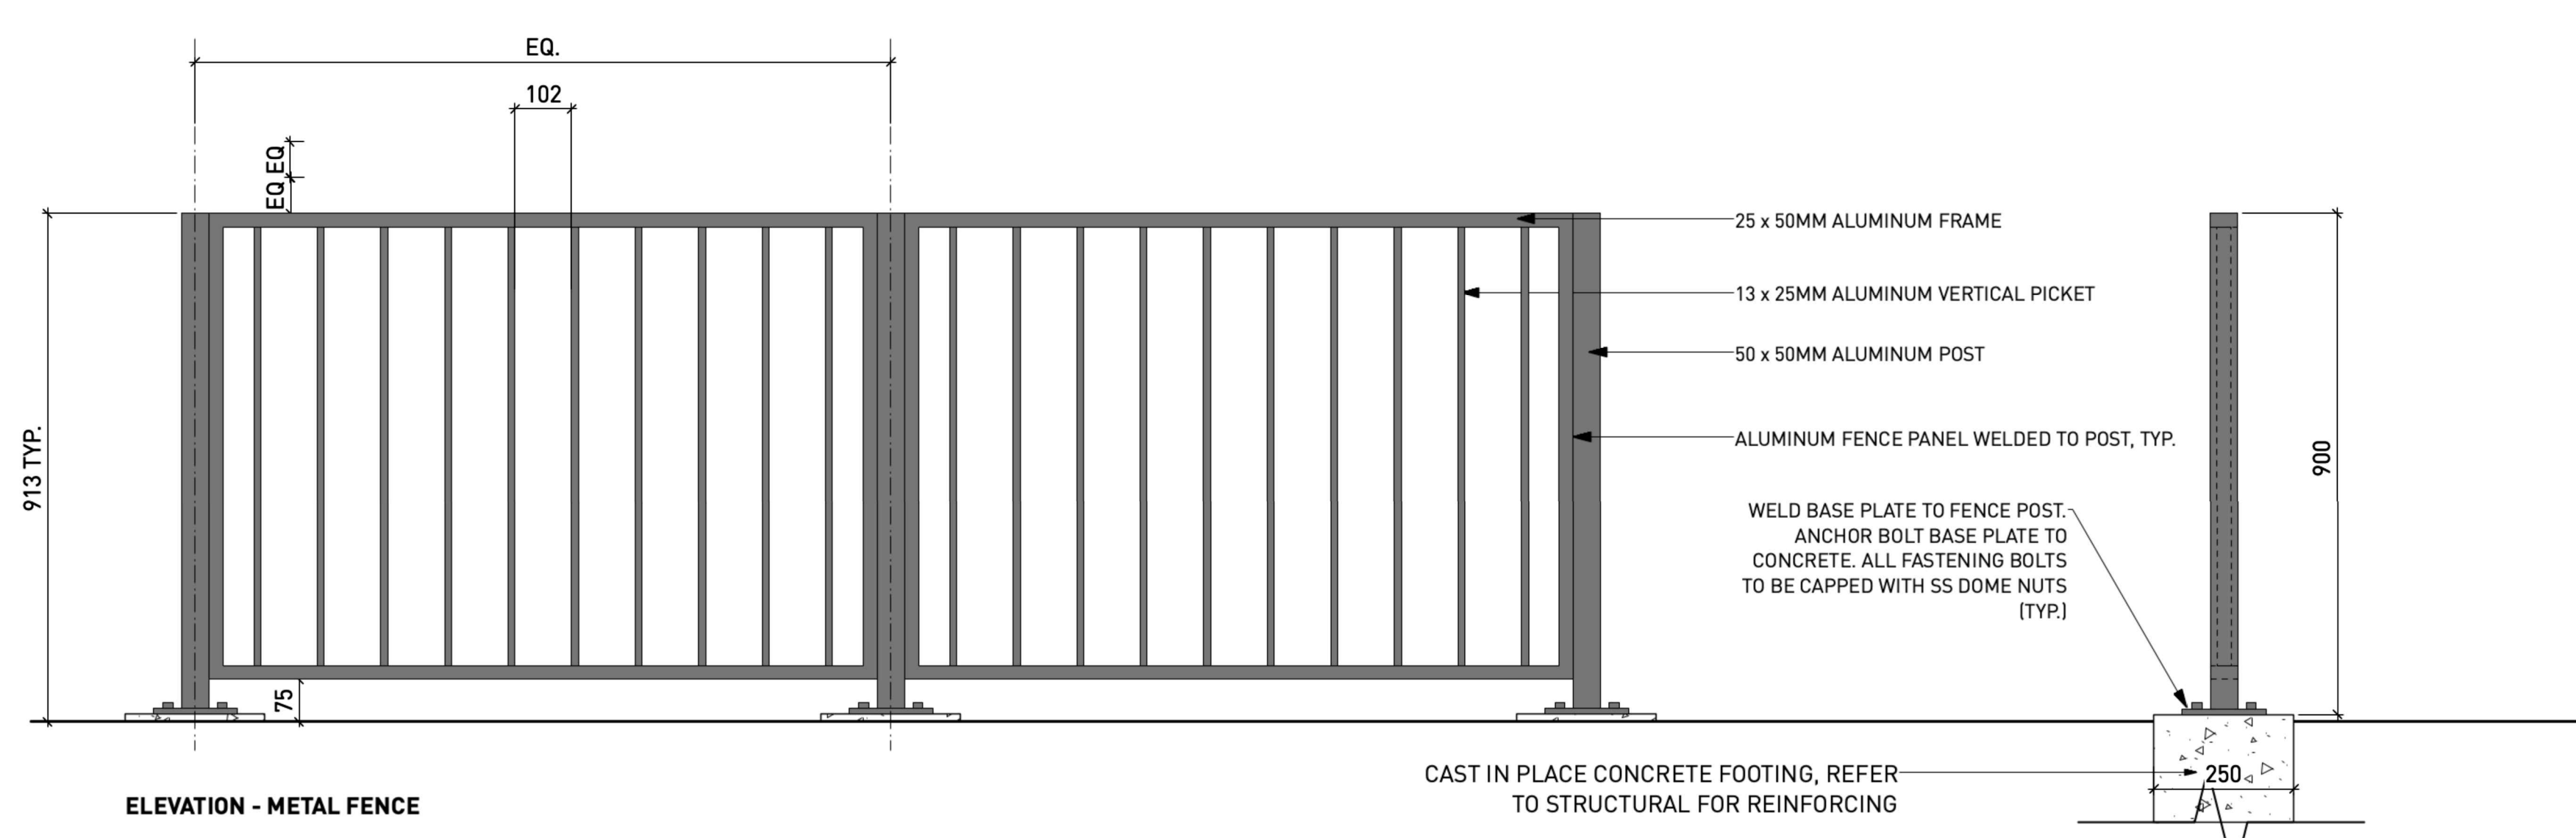 EQ.
102
EQ EQ
913 TYP.
75
25 x 50MM ALUMINUM FRAME
13 x 25MM ALUMINUM VERTICAL PICKET
50 x 50MM ALUMINUM POST
ALUMINUM FENCE PANEL WELDED TO POST, TYP.
WELD BASE PLATE TO FENCE POST.
ANCHOR BOLT BASE PLATE TO
CONCRETE. ALL FASTENING BOLTS
TO BE CAPPED WITH SS DOME NUTS
(TYP.)
900
250
CAST IN PLACE CONCRETE FOOTING, REFER
TO STRUCTURAL FOR REINFORCING
ELEVATION - METAL FENCE